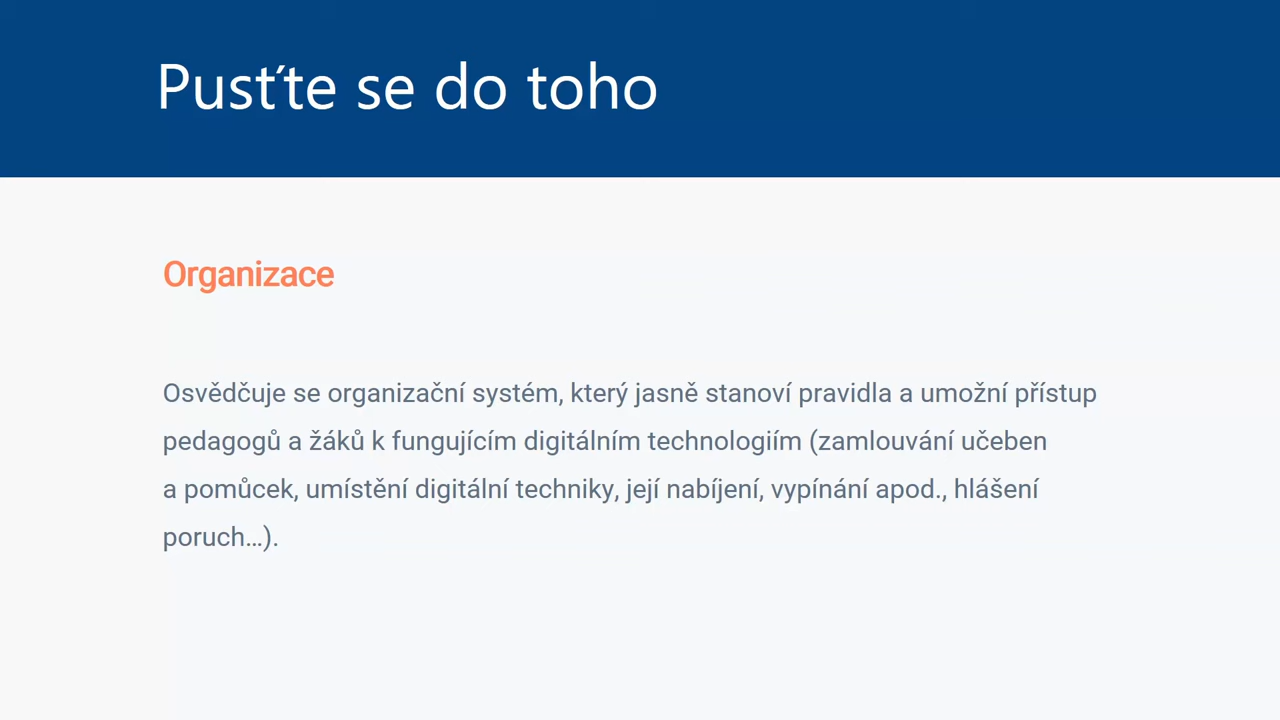 Pusťte se do toho
Organizace
Osvědčuje se organizační systém, který jasně stanoví pravidla a umožní přístup
pedagogů a žáků k fungujícím digitálním technologiím (zamlouvání učeben
a pomůcek, umístění digitální techniky, její nabíjení, vypínání apod., hlášení
poruch…).